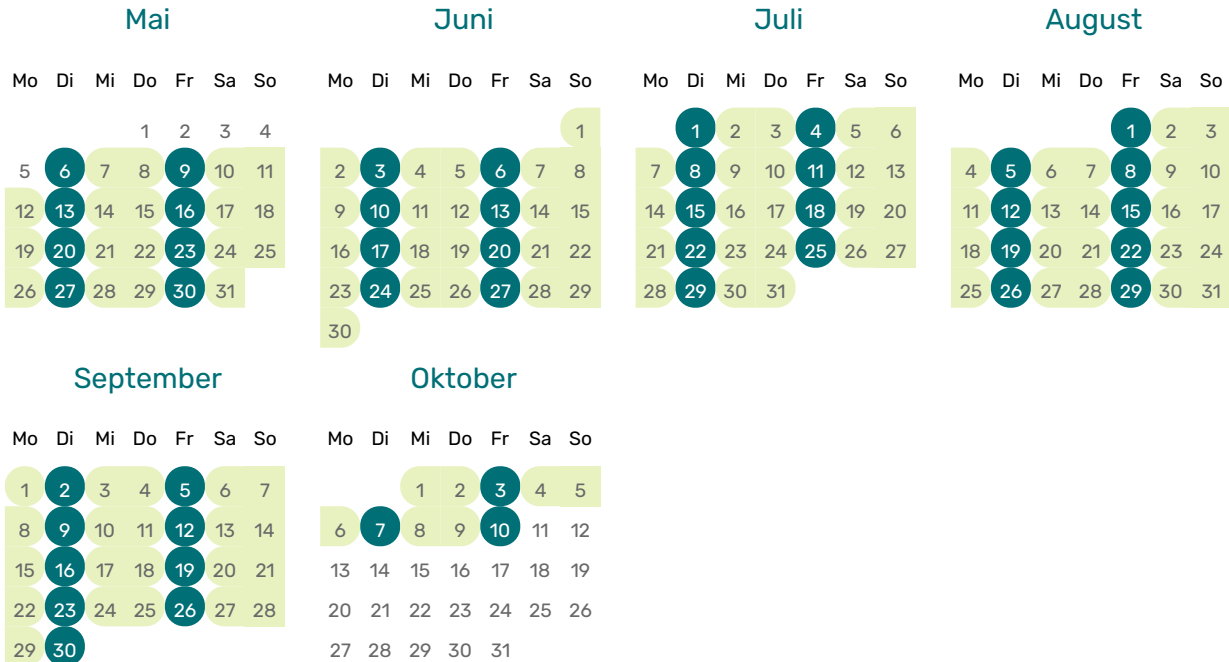 Mai
Mo Di Mi Do Fr Sa So
1 2 3 4
5 6 7 8 9 10 11
12 13 14 15 16 17 18
19 20 21 22 23 24 25
26 27 28 29 30 31
Juni
Mo Di Mi Do Fr Sa So
1
2 3 4 5 6 7 8
9 10 11 12 13 14 15
16 17 18 19 20 21 22
23 24 25 26 27 28 29
30
Juli
Mo Di Mi Do Fr Sa So
1 2 3 4 5 6
7 8 9 10 11 12 13
14 15 16 17 18 19 20
21 22 23 24 25 26 27
28 29 30 31
August
Mo Di Mi Do Fr Sa So
1 2 3
4 5 6 7 8 9 10
11 12 13 14 15 16 17
18 19 20 21 22 23 24
25 26 27 28 29 30 31
September
Mo Di Mi Do Fr Sa So
1 2 3 4 5 6 7
8 9 10 11 12 13 14
15 16 17 18 19 20 21
22 23 24 25 26 27 28
29 30
Oktober
Mo Di Mi Do Fr Sa So
1 2 3 4 5
6 7 8 9 10 11 12
13 14 15 16 17 18 19
20 21 22 23 24 25 26
27 28 29 30 31